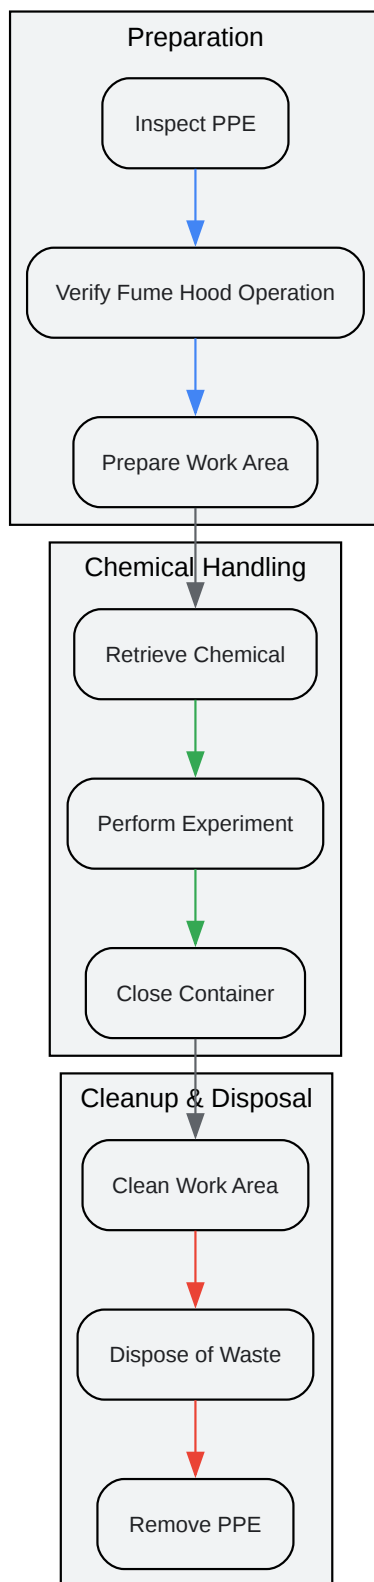 Preparation
Inspect PPE
Verify Fume Hood Operation
Prepare Work Area
Chemical Handling
Retrieve Chemical
Perform Experiment
Close Container
Cleanup & Disposal
Clean Work Area
Dispose of Waste
Remove PPE